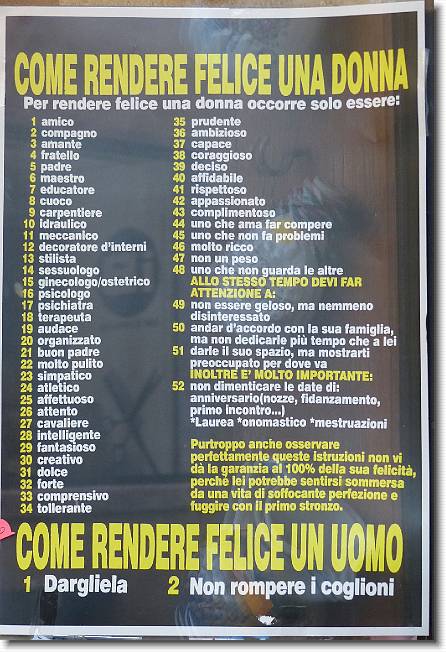 COME RENDERE FELICE UNA DONNA
Per rendere felice una donna occorre solo essere:
1 amico
2 compagno
3 amante
4 fratello
5 padre
6 maestro
7 educatore
8 cuoco
9 carpentiere
10 idraulico
11 meccanico
12 decoratore d'interni
13 stilista
14 sessuologo
15 ginecologo/ostetrico
16 psicologo
17 psichiatra
18 terapeuta
19 audace
20 organizzato
21 buon padre
22 molto pulito
23 simpatico
24 atletico
25 affettuoso
26 attento
27 cavaliere
28 intelligente
29 fantasioso
30 creativo
31 dolce
32 forte
33 comprensivo
34 tollerante
35 prudente
36 ambizioso
37 capace
38 coraggioso
39 deciso
40 affidabile
41 rispettoso
42 appassionato
43 complimentoso
44 uno che ama far compere
45 uno che non fa problemi
46 molto ricco
47 non un peso
48 uno che non guarda le altre
ALLO STESSO TEMPO DEVI FAR
ATTENZIONE A:
49 non essere geloso, ma nemmeno
disinteressato
50 andar d'accordo con la sua famiglia,
ma non dedicarle più tempo che a lei
51 darle il suo spazio, ma mostrarti
preoccupato per dove va
INOLTRE E' MOLTO IMPORTANTE:
52 non dimenticare le date di:
anniversario(nozze, fidanzamento,
primo incontro...)
*Laurea *onomastico *mestruazioni
Purtroppo anche osservare
perfettamente queste istruzioni non vi
dà la garanzia al 100% della sua felicità,
perchè lei potrebbe sentirsi sommersa
da una vita di soffocante perfezione e
fuggire con il primo stronzo.
COME RENDERE FELICE UN UOMO
1 Dargliela 2 Non rompere i coglioni